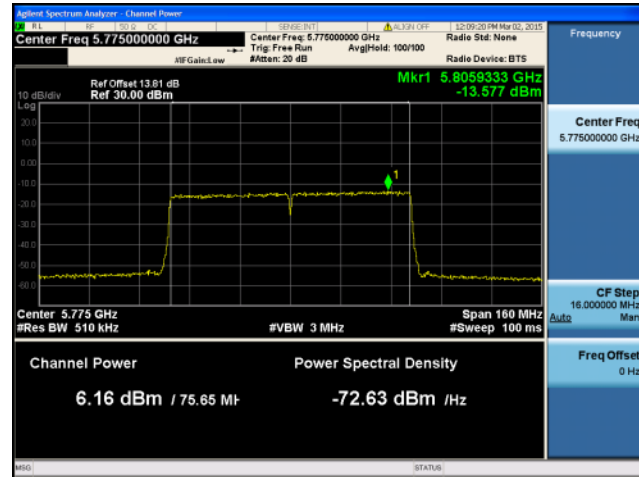 Agilent Spectrum Analyzer - Channel Power
RL RF 50 Ω DC SENSE:INT ALIGN OFF 12:09:20 PM Mar 02, 2015
Center Freq 5.775000000 GHz Center Freq: 5.775000000 GHz Radio Std: None
Trig: Free Run Avg|Hold: 100/100
#IFGain:Low #Atten: 20 dB Radio Device: BTS
Frequency
Ref Offset 13.81 dB
Mkr1 5.8059333 GHz
10 dB/div Ref 30.00 dBm -13.577 dBm
Log
20.0
10.0
0.00
-10.0
-20.0
-30.0
-40.0
-50.0
-60.0
1
Center 5.775 GHz Span 160 MHz
#Res BW 510 kHz #VBW 3 MHz #Sweep 100 ms
Center Freq
5.775000000 GHz
CF Step
16.000000 MHz
Auto Man
Freq Offset
0 Hz
Channel Power Power Spectral Density
6.16 dBm / 75.65 MH -72.63 dBm /Hz
MSG STATUS